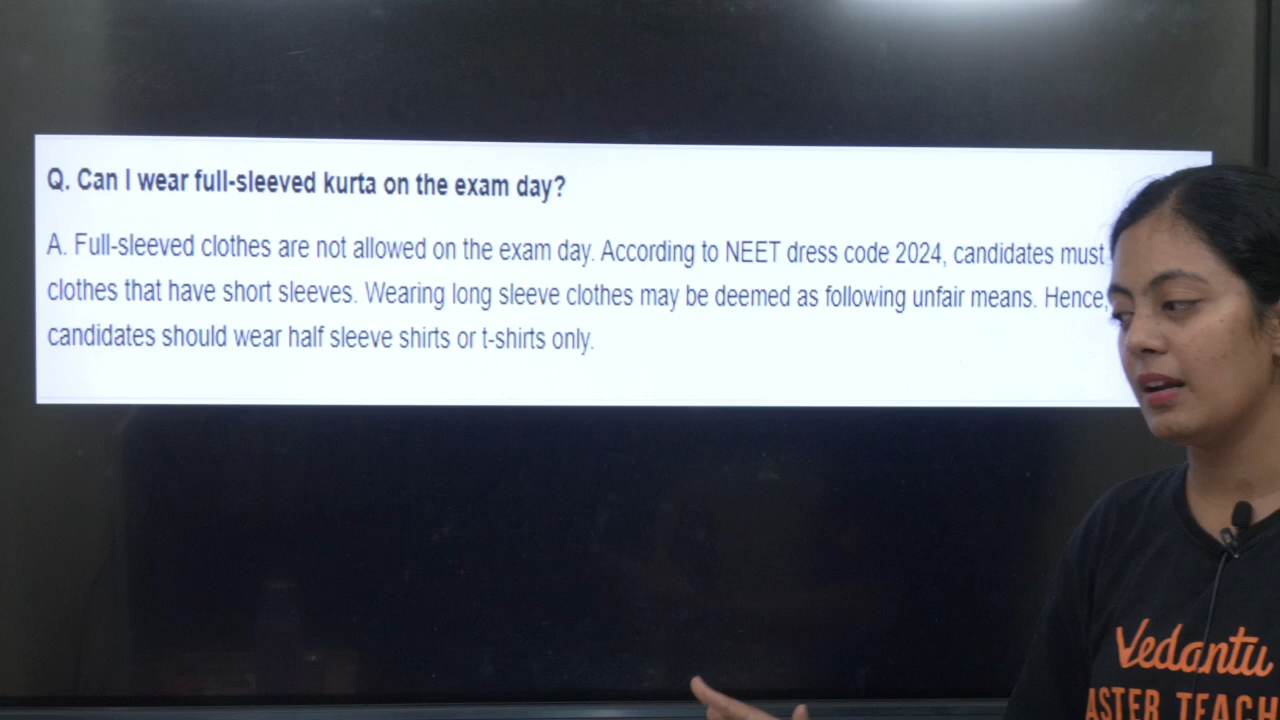 Q. Can I wear full-sleeved kurta on the exam day?
A. Full-sleeved clothes are not allowed on the exam day. According to NEET dress code 2024, candidates must
clothes that have short sleeves. Wearing long sleeve clothes may be deemed as following unfair means. Hence,
candidates should wear half sleeve shirts or t-shirts only.
Vedantu
ASTER TEACH